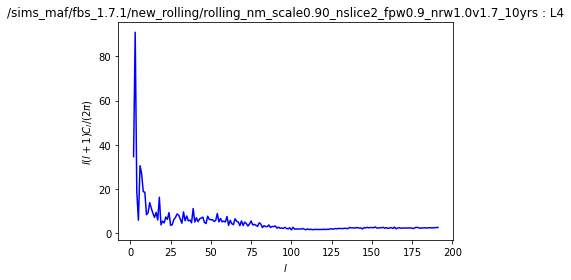 /sims_maf/fbs_1.7.1/new_rolling/rolling_nm_scale0.90_nslice2_fpw0.9_nrw1.0v1.7_10yrs : L4
l(l + 1)Cₗ/(2π)
80
60
40
20
0
0 25 50 75 100 125 150 175 200
l